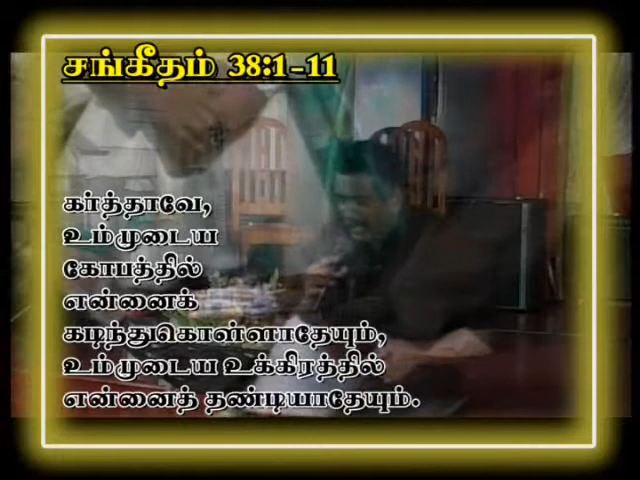 சங்கீதம் 38:1-11
கர்த்தாவே,
உம்முடைய
கோபத்தில்
என்னைக்
கடிந்துகொள்ளாதேயும்,
உம்முடைய உக்கிரத்தில்
என்னைத் தண்டியாதேயும்.